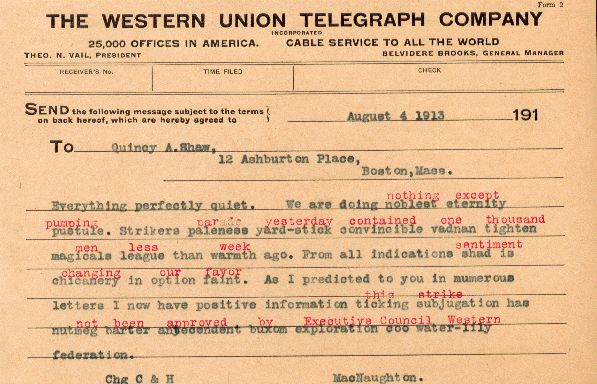 Form 2
THE WESTERN UNION TELEGRAPH COMPANY
INCORPORATED
25,000 OFFICES IN AMERICA. CABLE SERVICE TO ALL THE WORLD
THEO. N. VAIL, PRESIDENT BELVIDERE BROOKS, GENERAL MANAGER
RECEIVER'S No. TIME FILED CHECK
SEND the following message subject to the terms
on back hereof, which are hereby agreed to
August 4 1913 191
To Quincy A.Shaw,
12 Ashburton Place,
Boston,Mass.
nothing except
Everything perfectly quiet. We are doing noblest eternity
pumping parade yesterday contained one thousand
pustule. Strikers paleness yard-stick convincible vadnan tighten
men less week sentiment
magicals league than warmth ago. From all indications shad is
changing our favor
chicanery in option faint. As I predicted to you in numerous
this strike
letters I now have positive information ticking subjugation has
not been approved by Executive Council Western
nutmeg barter antecendent buxom exploration coo water-lily
federation.
Chg C & H MacNaughton.